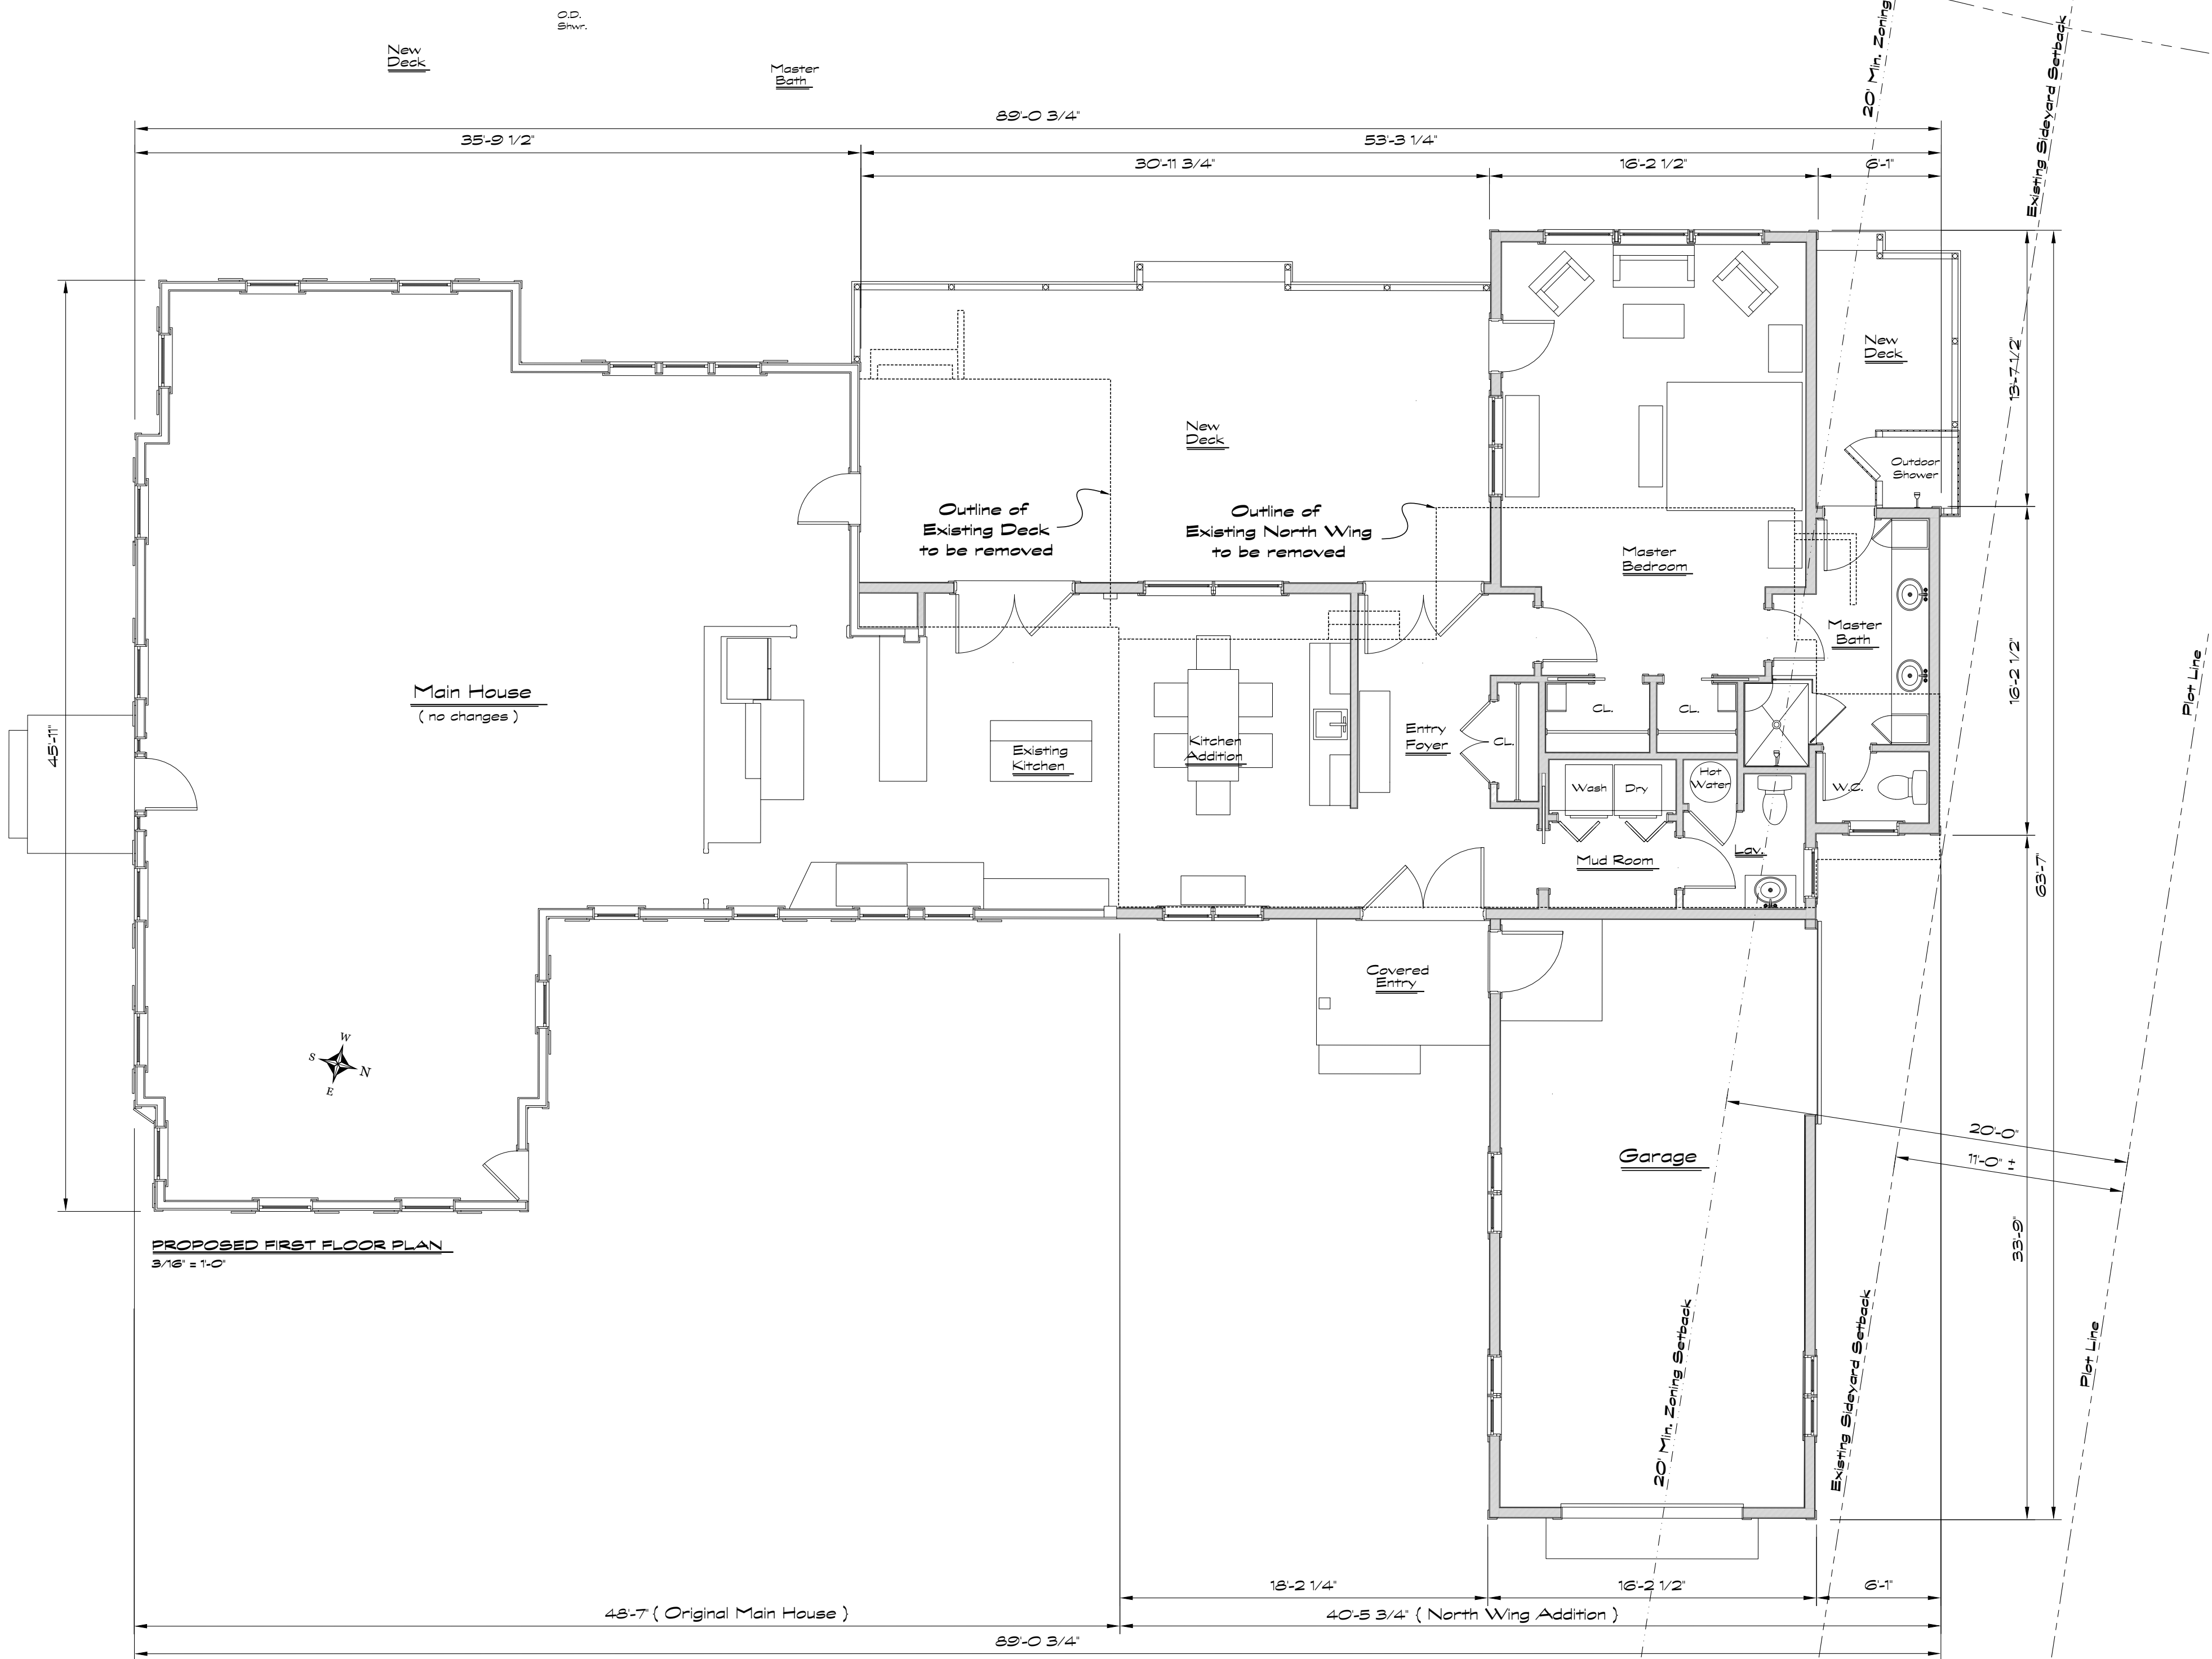 O.D.
Shwr.
New
Deck
Master
Bath
20' Min. Zoning
Existing Sideyard Setback
89'-0 3/4"
35'-9 1/2"
53'-3 1/4"
30'-11 3/4"
16'-2 1/2"
6'-1"
New
Deck
13'-7 1/2"
New
Deck
Outdoor
Shower
Outline of
Existing Deck
to be removed
Outline of
Existing North Wing
to be removed
Master
Bedroom
Master
Bath
16'-2 1/2"
Plot Line
Main House
( no changes )
45'-11"
Existing
Kitchen
Kitchen
Addition
Entry
Foyer
CL.
CL.
CL.
Wash
Dry
Hot
Water
W.C.
Mud Room
Lav.
63'-7"
Covered
Entry
W
S
N
E
Garage
20'-0"
11'-0" ±
33'-9"
PROPOSED FIRST FLOOR PLAN
3/16" = 1'-0"
20' Min. Zoning Setback
Existing Sideyard Setback
Plot Line
18'-2 1/4"
16'-2 1/2"
6'-1"
48'-7" ( Original Main House )
40'-5 3/4" ( North Wing Addition )
89'-0 3/4"